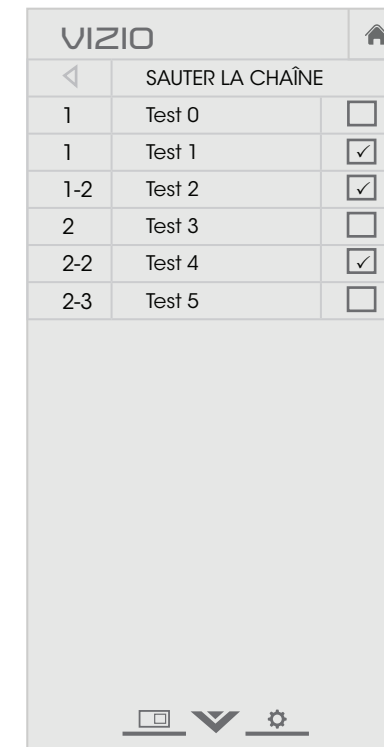 VIZIO
SAUTER LA CHAÎNE
1 Test 0
1 Test 1
1-2 Test 2
2 Test 3
2-2 Test 4
2-3 Test 5